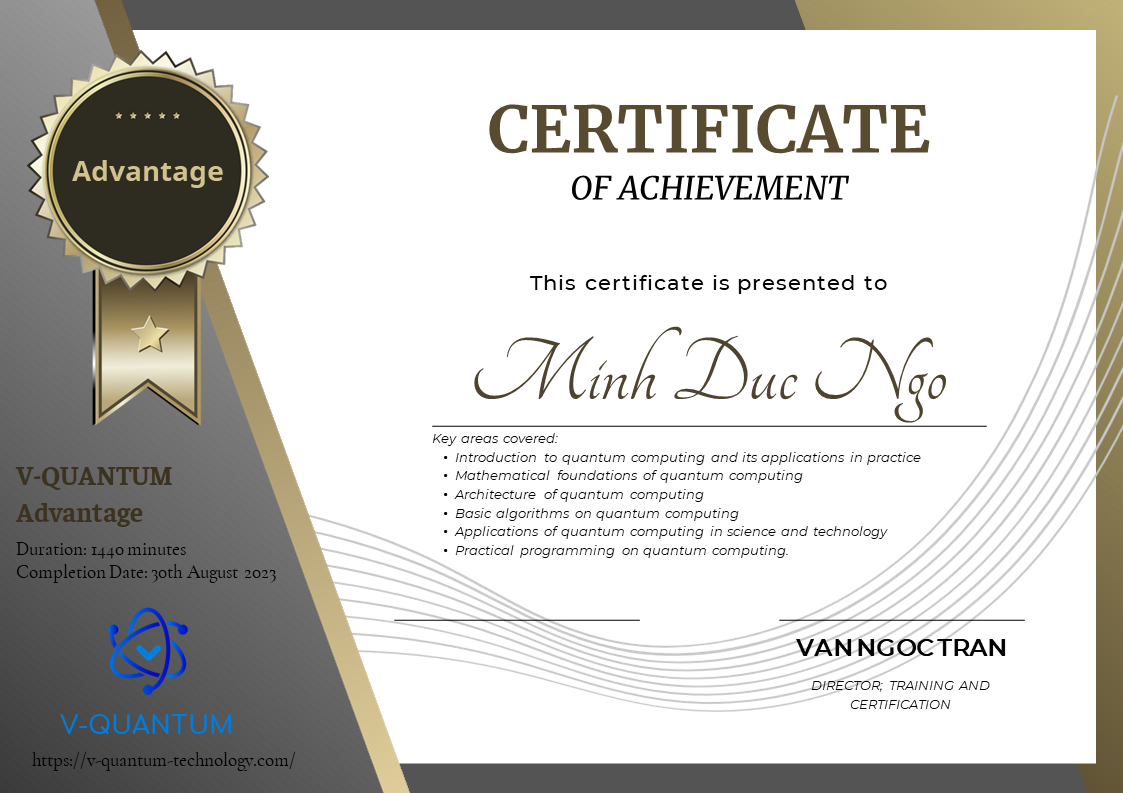 Advantage
CERTIFICATE
OF ACHIEVEMENT
This certificate is presented to
Minh Duc Ngo
Key areas covered:
• Introduction to quantum computing and its applications in practice
• Mathematical foundations of quantum computing
• Architecture of quantum computing
• Basic algorithms on quantum computing
• Applications of quantum computing in science and technology
• Practical programming on quantum computing.
V-QUANTUM
Advantage
Duration: 1440 minutes
Completion Date: 30th August 2023
V-QUANTUM
https://v-quantum-technology.com/
VAN NGOC TRAN
DIRECTOR; TRAINING AND
CERTIFICATION